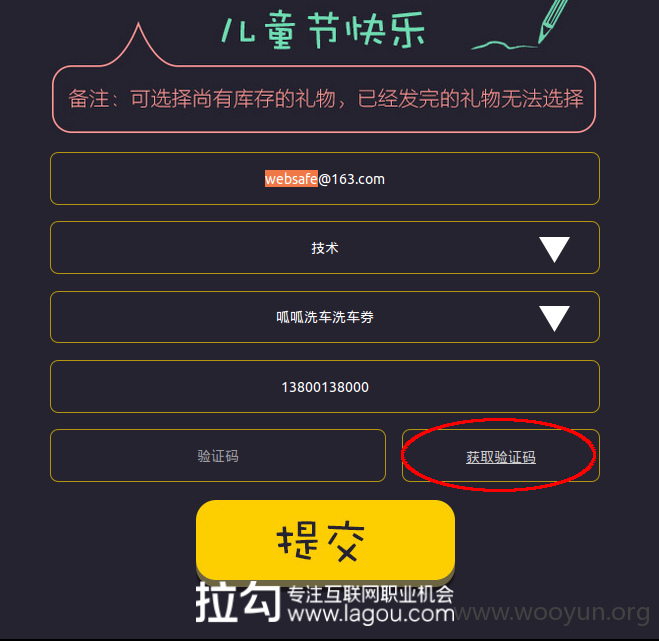 儿童节快乐
备注：可选择尚有库存的礼物，已经发完的礼物无法选择
websafe@163.com
技术
呱呱洗车洗车券
13800138000
验证码
获取验证码
提交
拉勾 专注互联网职业机会
www.lagou.com
www.wooyun.org